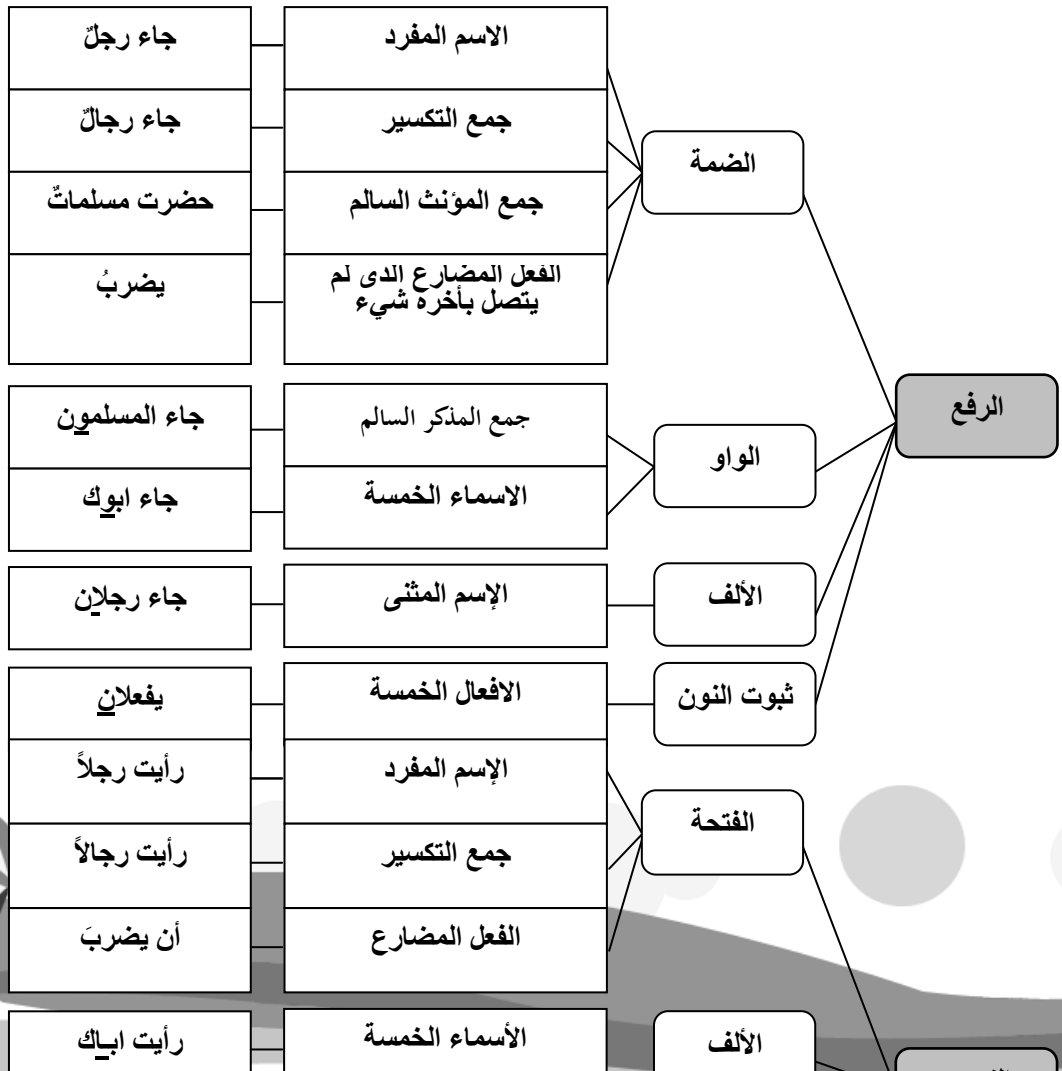 الرفع
الضمة
الاسم المفرد
جاء رجلٌ
جمع التكسير
جاء رجالٌ
جمع المؤنث السالم
حضرت مسلماتٌ
الفعل المضارع الدى لم
يتصل بأخره شيء
يضربُ
الواو
جمع المذكر السالم
جاء المسلمون
الاسماء الخمسة
جاء ابوك
الألف
الإسم المثنى
جاء رجلان
ثبوت النون
الافعال الخمسة
يفعلان
الفتحة
الإسم المفرد
رأيت رجلاً
جمع التكسير
رأيت رجالاً
الفعل المضارع
أن يضربَ
الألف
الأسماء الخمسة
رأيت اباك